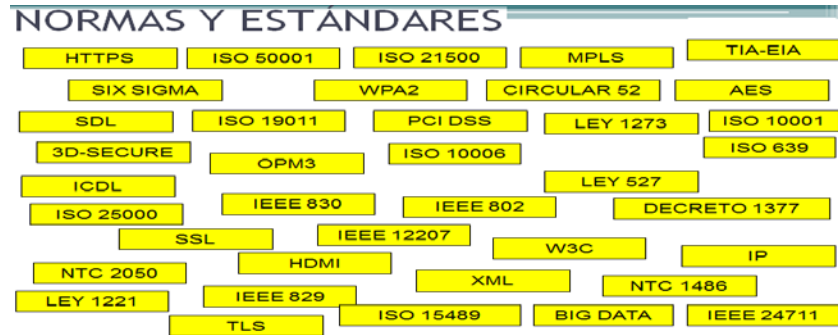 NORMAS Y ESTÁNDARES
HTTPS ISO 50001 ISO 21500 MPLS TIA-EIA
SIX SIGMA WPA2 CIRCULAR 52 AES
SDL ISO 19011 PCI DSS LEY 1273 ISO 10001
3D-SECURE OPM3 ISO 10006 ISO 639
ICDL LEY 527
ISO 25000 IEEE 830 IEEE 802 DECRETO 1377
SSL IEEE 12207 W3C IP
NTC 2050 HDMI XML NTC 1486
LEY 1221 IEEE 829 ISO 15489 BIG DATA IEEE 24711
TLS